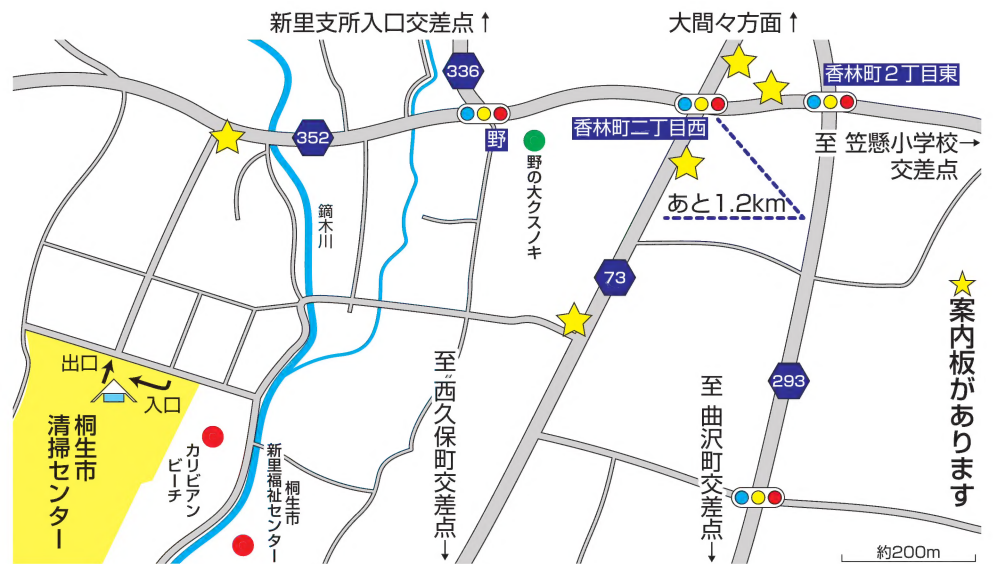 新里支所入口交差点↑
大間々方面↑
336
香林町2丁目東
352
野
香林町二丁目西
至 笠懸小学校→
交差点
野の大クスノキ
あと1.2km
鏑木川
73
案内板があります
出口
入口
桐生市
清掃センター
カリビアン
ビーチ
桐生市
新里福祉センター
至 西久保町交差点→
至 曲沢町交差点→
293
約200m